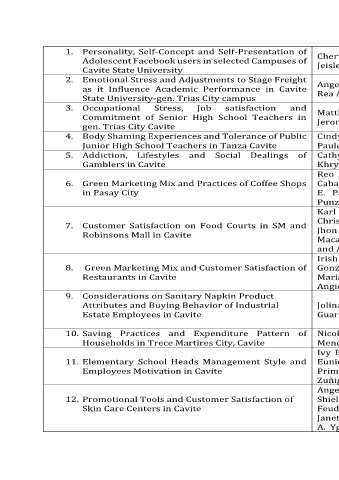 1. Personality, Self-Concept and Self-Presentation of
Adolescent Facebook users in selected Campuses of
Cavite State University
Cher
Jeisle
2. Emotional Stress and Adjustments to Stage Freight
as it Influence Academic Performance in Cavite
State University-gen. Trias City campus
Ange
Rea A
3. Occupational Stress, Job satisfaction and
Commitment of Senior High School Teachers in
gen. Trias City Cavite
Matth
Jeron
4. Body Shaming Experiences and Tolerance of Public
Junior High School Teachers in Tanza Cavite
Cindy
Paula
5. Addiction, Lifestyles and Social Dealings of
Gamblers in Cavite
Cathy
Khry
6. Green Marketing Mix and Practices of Coffee Shops
in Pasay City
Reo
Caba
E. Pa
Punz
7. Customer Satisfaction on Food Courts in SM and
Robinsons Mall in Cavite
Karl
Chris
Jhon
Maca
and A
8. Green Marketing Mix and Customer Satisfaction of
Restaurants in Cavite
Irish
Gonz
Maria
Angie
9. Considerations on Sanitary Napkin Product
Attributes and Buying Behavior of Industrial
Estate Employees in Cavite
Jolina
Guar
10. Saving Practices and Expenditure Pattern of
Households in Trece Martires City, Cavite
Nicol
Mend
11. Elementary School Heads Management Style and
Employees Motivation in Cavite
Ivy B
Eunic
Prim
Zuñig
12. Promotional Tools and Customer Satisfaction of
Skin Care Centers in Cavite
Ange
Shiel
Feud
Janet
A. Yg